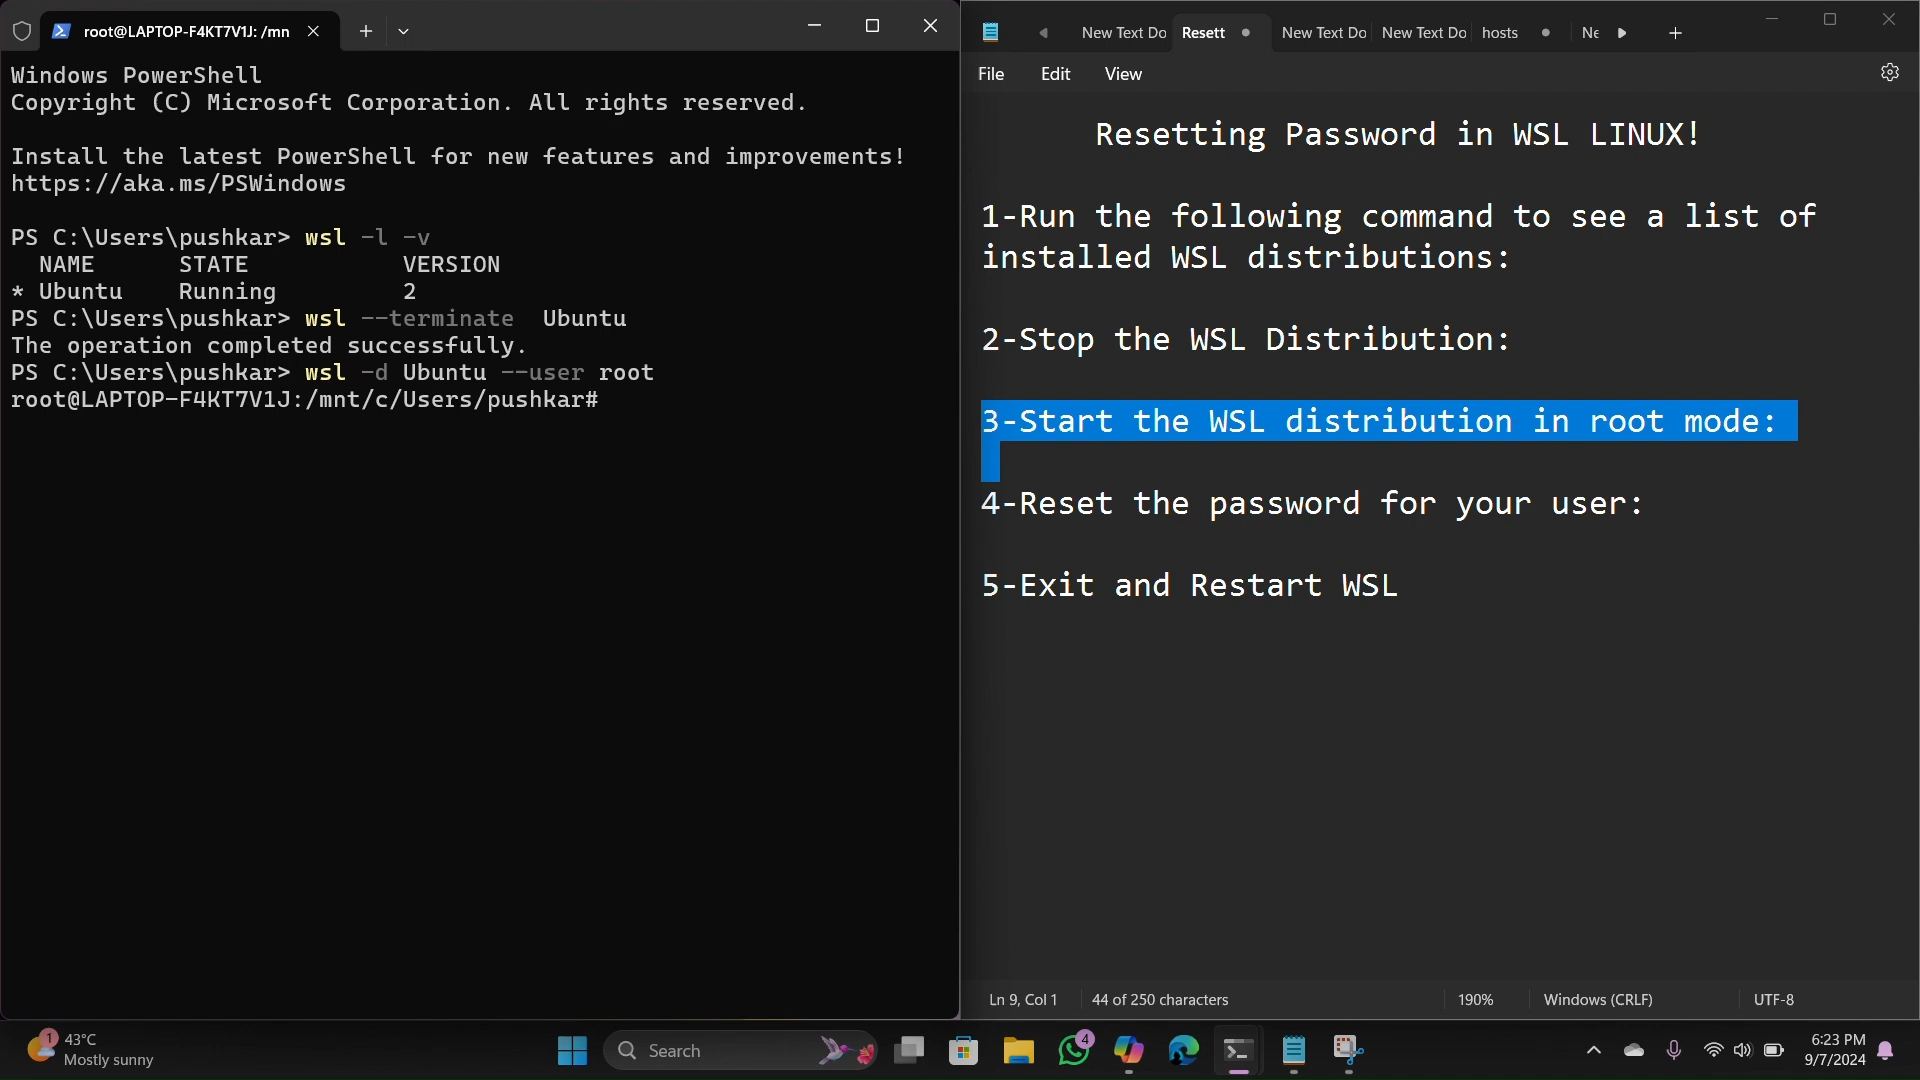 root@LAPTOP-F4KT7V1J: /mn
Windows PowerShell
Copyright (C) Microsoft Corporation. All rights reserved.
Install the latest PowerShell for new features and improvements!
https://aka.ms/PSWindows
PS C:\Users\pushkar> wsl -l -v
NAME STATE VERSION
* Ubuntu Running 2
PS C:\Users\pushkar> wsl --terminate  Ubuntu
The operation completed successfully.
PS C:\Users\pushkar> wsl -d Ubuntu --user root
root@LAPTOP-F4KT7V1J:/mnt/c/Users/pushkar#
New Text Do Resett New Text Do New Text Do hosts Ne
File Edit View
Resetting Password in WSL LINUX!
1-Run the following command to see a list of
installed WSL distributions:
2-Stop the WSL Distribution:
3-Start the WSL distribution in root mode:
4-Reset the password for your user:
5-Exit and Restart WSL
Ln 9, Col 1 44 of 250 characters 190% Windows (CRLF) UTF-8
1
43°C
Mostly sunny
Search
4
6:23 PM
9/7/2024